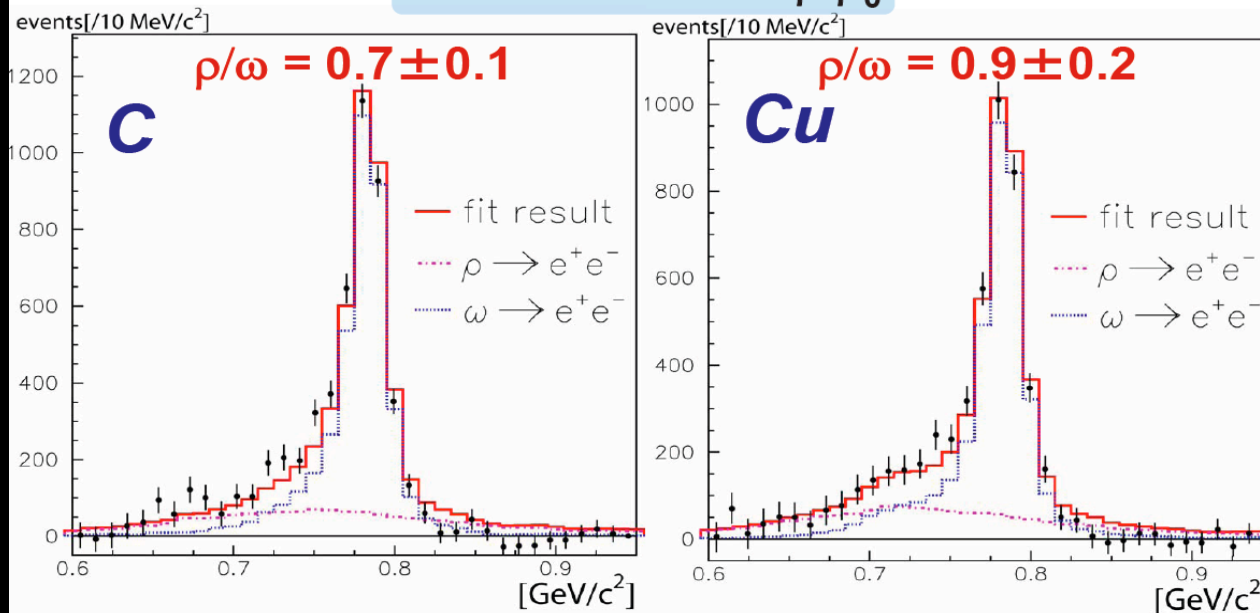 events[/10 MeV/c²]
ρ/ω = 0.7±0.1
C
1200
1000
800
600
400
200
0
fit result
ρ → e⁺e⁻
ω → e⁺e⁻
0.6 0.7 0.8 0.9
[GeV/c²]
events[/10 MeV/c²]
ρ/ω = 0.9±0.2
Cu
1000
800
600
400
200
0
fit result
ρ → e⁺e⁻
ω → e⁺e⁻
0.6 0.7 0.8 0.9
[GeV/c²]